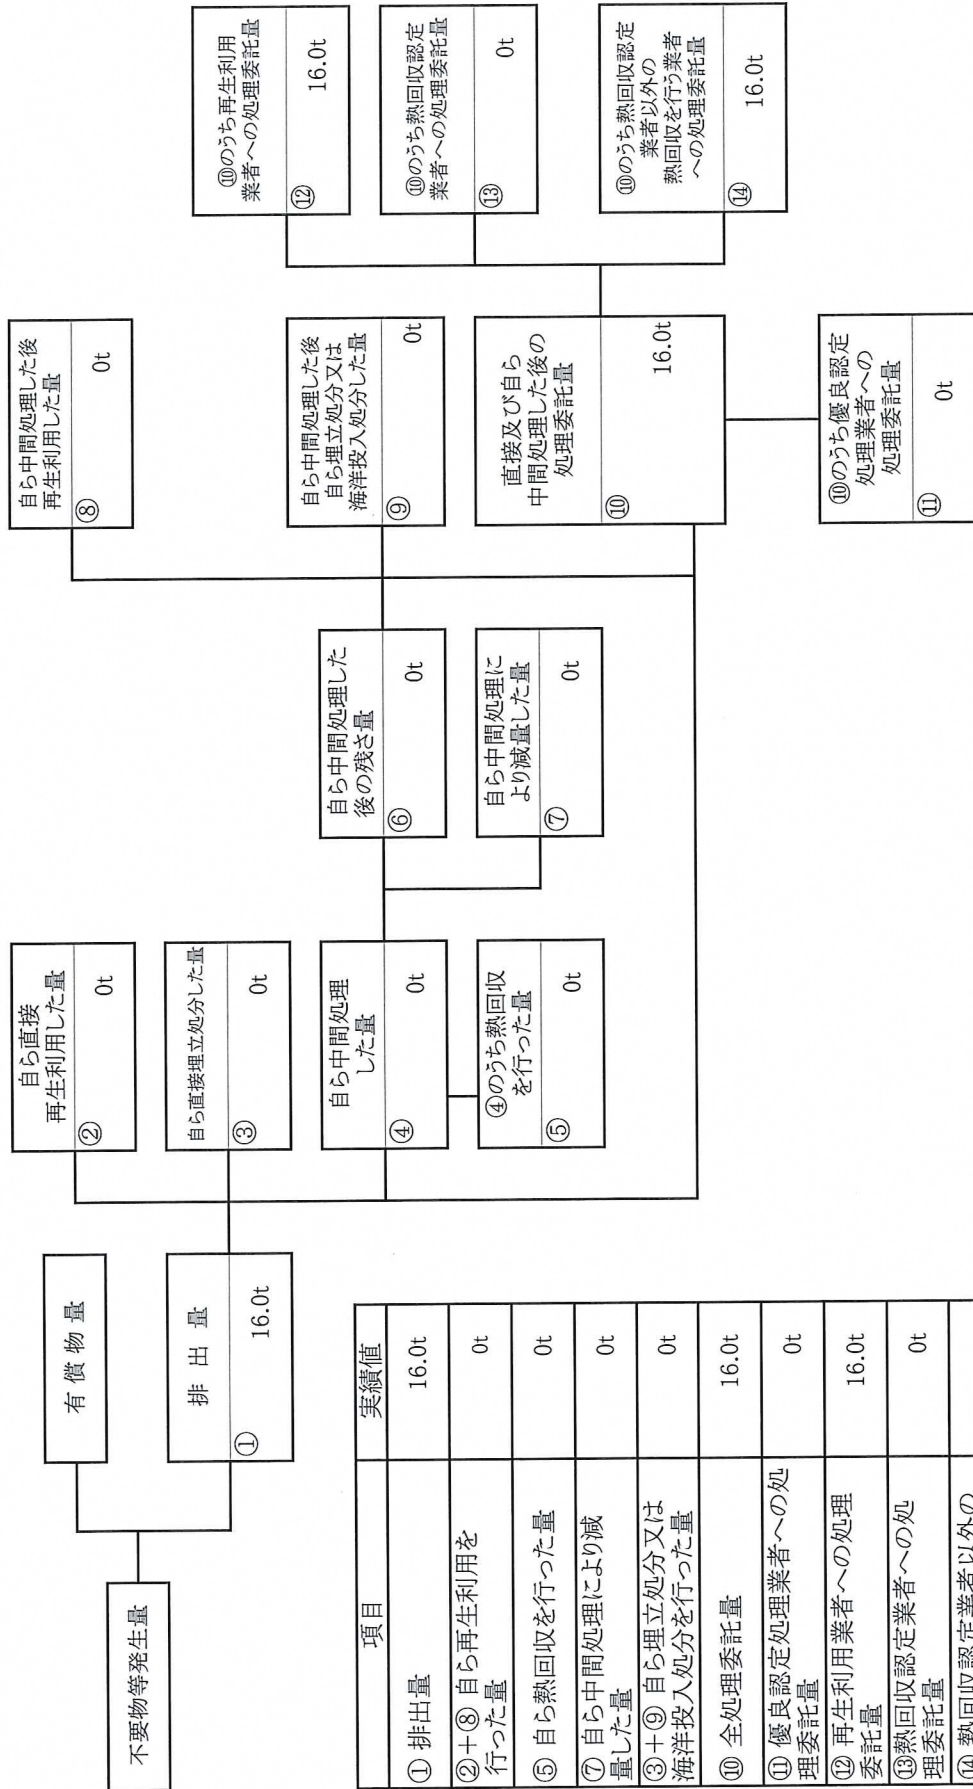 不要物等発生量
有 償 物 量
排 出 量
①
16.0t
自ら直接
再生利用した量
②
0t
自ら直接埋立処分した量
③
0t
自ら中間処理
した量
④
0t
④のうち熱回収
を行った量
⑤
0t
自ら中間処理した
後の残さ量
⑥
0t
自ら中間処理に
より減量した量
⑦
0t
自ら中間処理した後
再生利用した量
⑧
0t
自ら中間処理した後
自ら埋立処分又は
海洋投入処分した量
⑨
0t
直接及び自ら
中間処理した後の
処理委託量
⑩
16.0t
⑩のうち優良認定
処理業者への
処理委託量
⑪
0t
⑩のうち再生利用
業者への処理委託量
⑫
16.0t
⑩のうち熱回収認定
業者への処理委託量
⑬
0t
⑩のうち熱回収認定
業者以外の
熱回収を行う業者
への処理委託量
⑭
16.0t
項目 実績値
① 排出量 16.0t
②+⑧ 自ら再生利用を
行った量 0t
⑤ 自ら熱回収を行った量 0t
⑦ 自ら中間処理により減
量した量 0t
③+⑨ 自ら埋立処分又は
海洋投入処分を行った量 0t
⑩ 全処理委託量 16.0t
⑪ 優良認定処理業者への処
理委託量 0t
⑫ 再生利用業者への処理
委託量 16.0t
⑬熱回収認定業者への処
理委託量 0t
⑭ 熱回収認定業者以外の